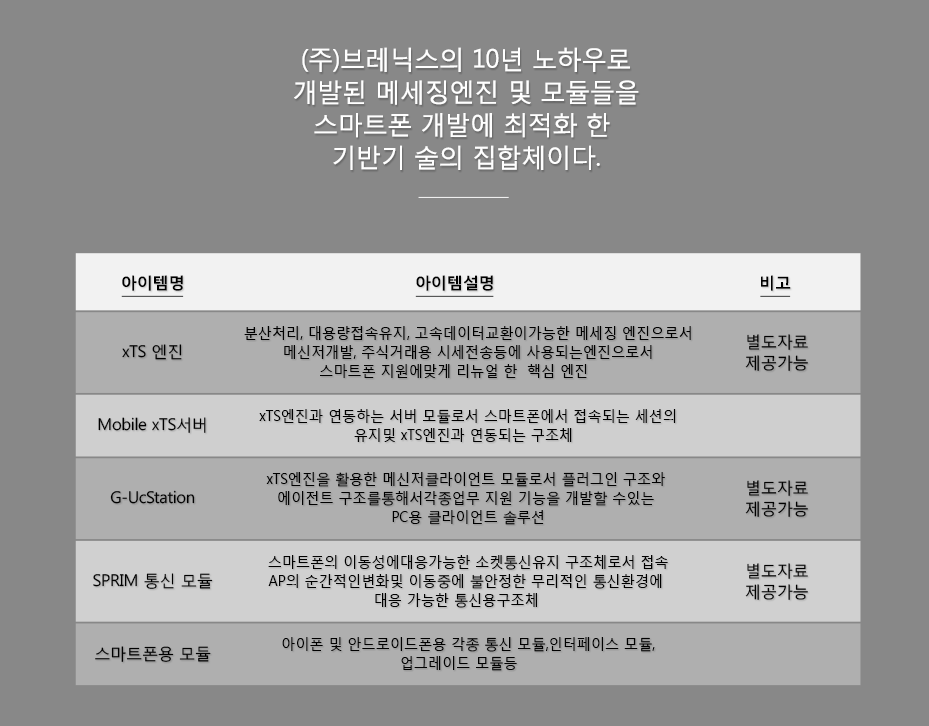 (주)브레닉스의 10년 노하우로
개발된 메세징엔진 및 모듈들을
스마트폰 개발에 최적화 한
기반기 술의 집합체이다.
아이템명 아이템설명 비고
xTS 엔진
분산처리, 대용량접속유지, 고속데이터교환이가능한 메세징 엔진으로서
메신저개발, 주식거래용 시세전송등에 사용되는엔진으로서
스마트폰 지원에맞게 리뉴얼 한 핵심 엔진
별도자료
제공가능
Mobile xTS서버
xTS엔진과 연동하는 서버 모듈로서 스마트폰에서 접속되는 세션의
유지및 xTS엔진과 연동되는 구조체
G-UcStation
xTS엔진을 활용한 메신저클라이언트 모듈로서 플러그인 구조와
에이전트 구조를통해서각종업무 지원 기능을 개발할 수있는
PC용 클라이언트 솔루션
별도자료
제공가능
SPRIM 통신 모듈
스마트폰의 이동성에대응가능한 소켓통신유지 구조체로서 접속
AP의 순간적인변화및 이동중에 불안정한 무리적인 통신환경에
대응 가능한 통신용구조체
별도자료
제공가능
스마트폰용 모듈
아이폰 및 안드로이드폰용 각종 통신 모듈,인터페이스 모듈,
업그레이드 모듈등